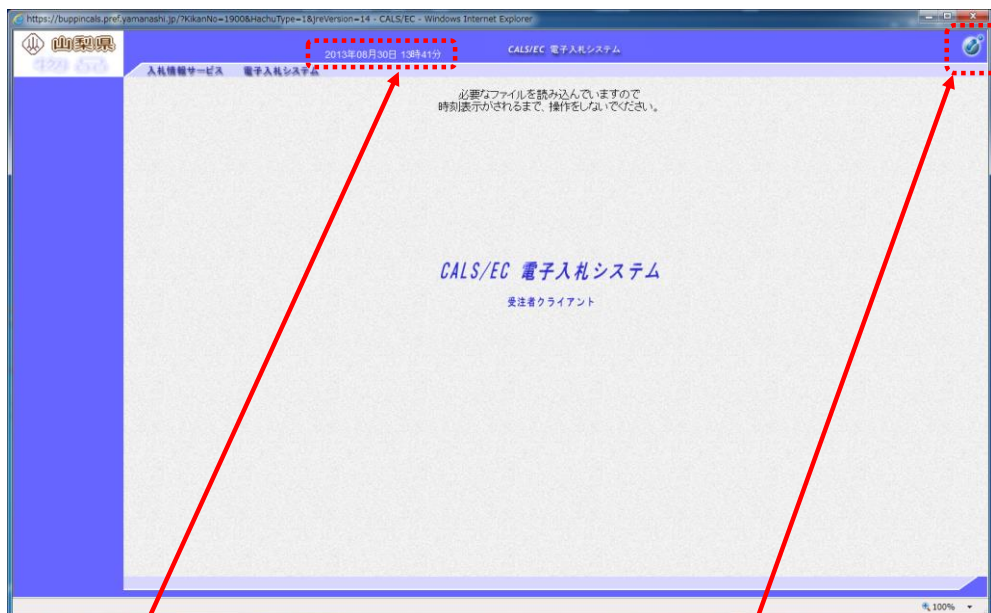 https://buppincals.pref.yamanashi.jp/?KikanNo=1900&HachuType=1&jreVersion=14 - CALS/EC - Windows Internet Explorer
山梨県
2013年08月30日 13時41分
CALS/EC 電子入札システム
入札情報サービス 電子入札システム
必要なファイルを読み込んでいますので
時刻表示がされるまで、操作をしないでください。
CALS/EC 電子入札システム
受注者クライアント
100%